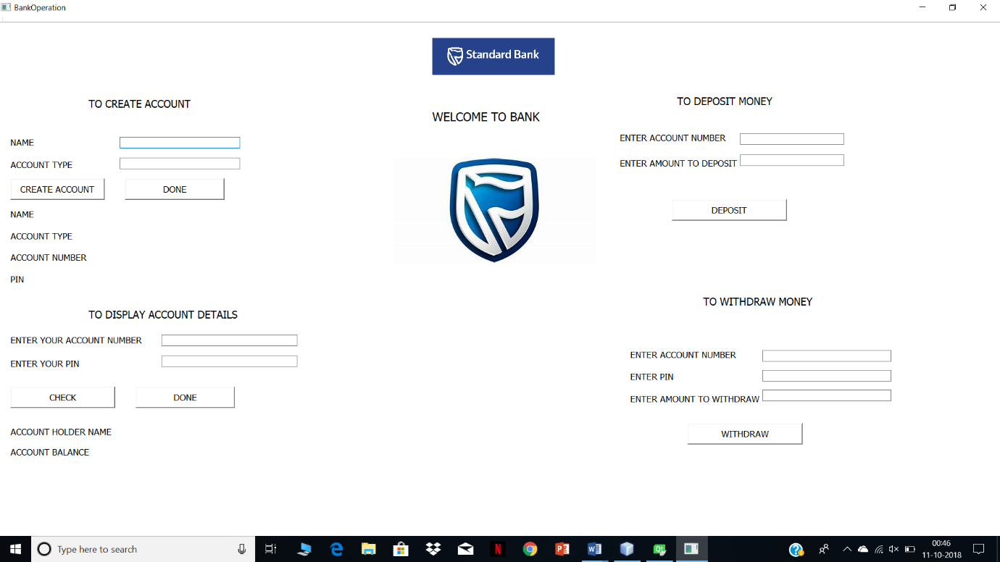 BankOperation
Standard Bank
WELCOME TO BANK
TO CREATE ACCOUNT
NAME
ACCOUNT TYPE
CREATE ACCOUNT DONE
NAME
ACCOUNT TYPE
ACCOUNT NUMBER
PIN
TO DISPLAY ACCOUNT DETAILS
ENTER YOUR ACCOUNT NUMBER
ENTER YOUR PIN
CHECK DONE
ACCOUNT HOLDER NAME
ACCOUNT BALANCE
TO DEPOSIT MONEY
ENTER ACCOUNT NUMBER
ENTER AMOUNT TO DEPOSIT
DEPOSIT
TO WITHDRAW MONEY
ENTER ACCOUNT NUMBER
ENTER PIN
ENTER AMOUNT TO WITHDRAW
WITHDRAW
Type here to search
00:46
11-10-2018